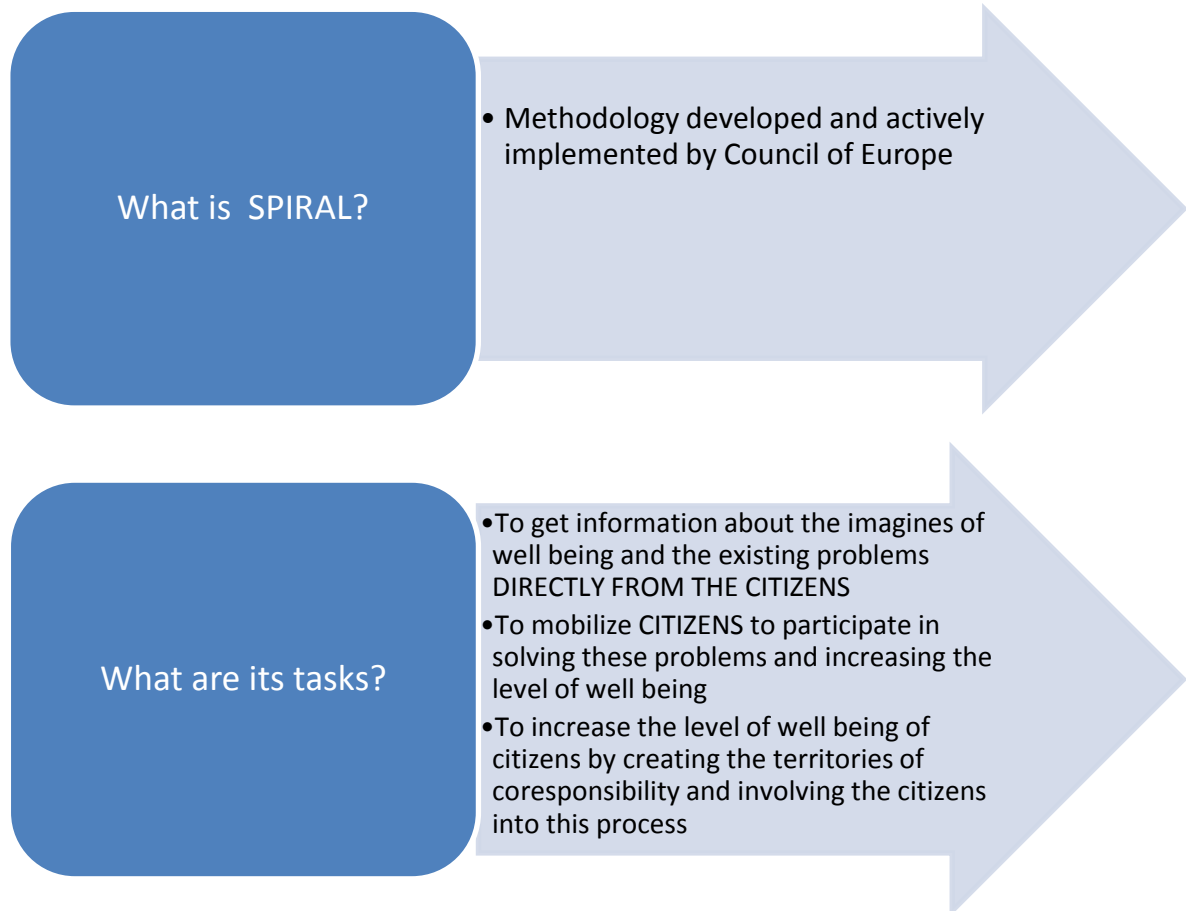 What is  SPIRAL?
• Methodology developed and actively
implemented by Council of Europe
What are its tasks?
•To get information about the imagines of
well being and the existing problems
DIRECTLY FROM THE CITIZENS
•To mobilize CITIZENS to participate in
solving these problems and increasing the
level of well being
•To increase the level of well being of
citizens by creating the territories of
coresponsibility and involving the citizens
into this process